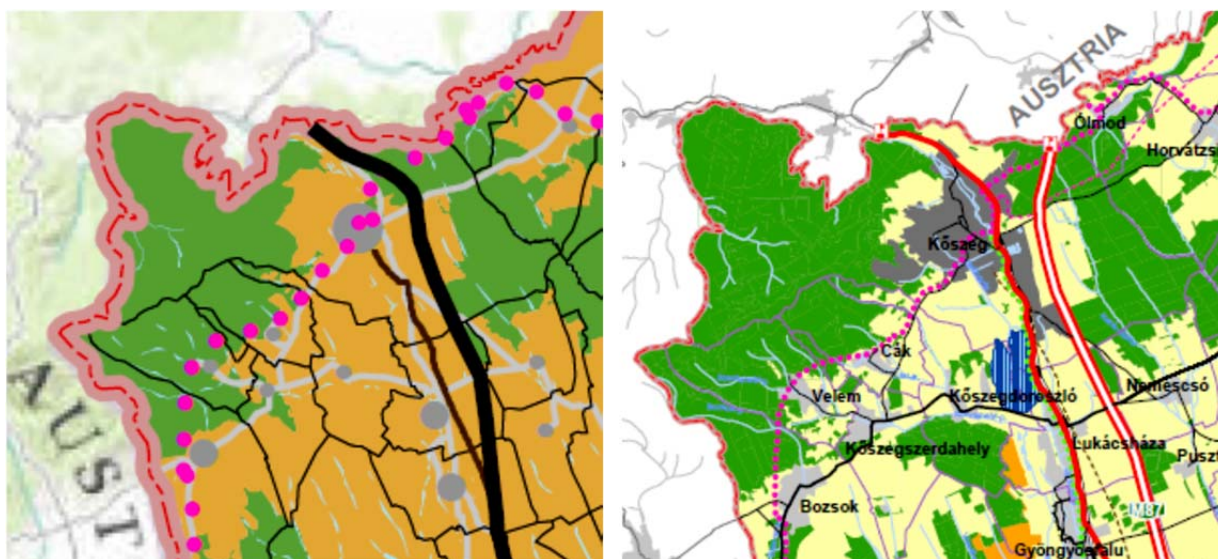 AUSZT
AUSZTRIA
Ólmod
Horvátzs
Kőszeg
Cák
Velem
Kőszegdoroszló
Nemescsó
Kőszegszerdahely
Lukácsháza
Puszt
Bozsok
M87
Gyöngyösfalu